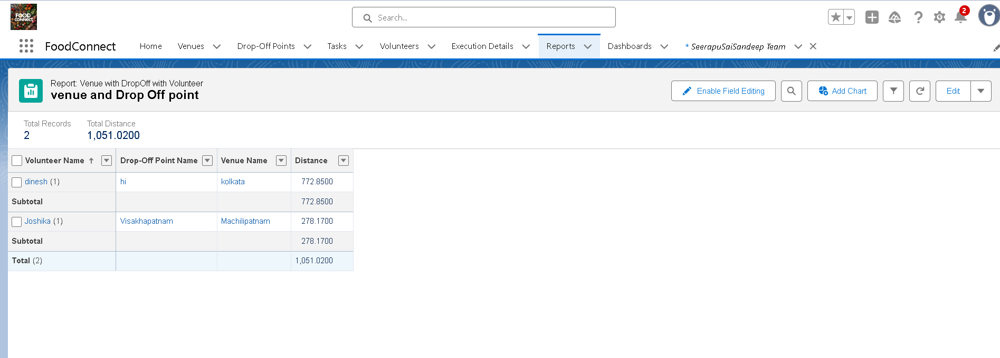 FOOD
CONNECT
Search...
2
FoodConnect
Home
Venues
Drop-Off Points
Tasks
Volunteers
Execution Details
Reports
Dashboards
* SeerapuSaiSandeep Team
Report: Venue with DropOff with Volunteer
venue and Drop Off point
Enable Field Editing
Add Chart
Edit
Total Records Total Distance
2 1,051.0200
Volunteer Name ↑ Drop-Off Point Name Venue Name Distance
dinesh (1) hi kolkata 772.8500
Subtotal 772.8500
Joshika (1) Visakhapatnam Machilipatnam 278.1700
Subtotal 278.1700
Total (2) 1,051.0200